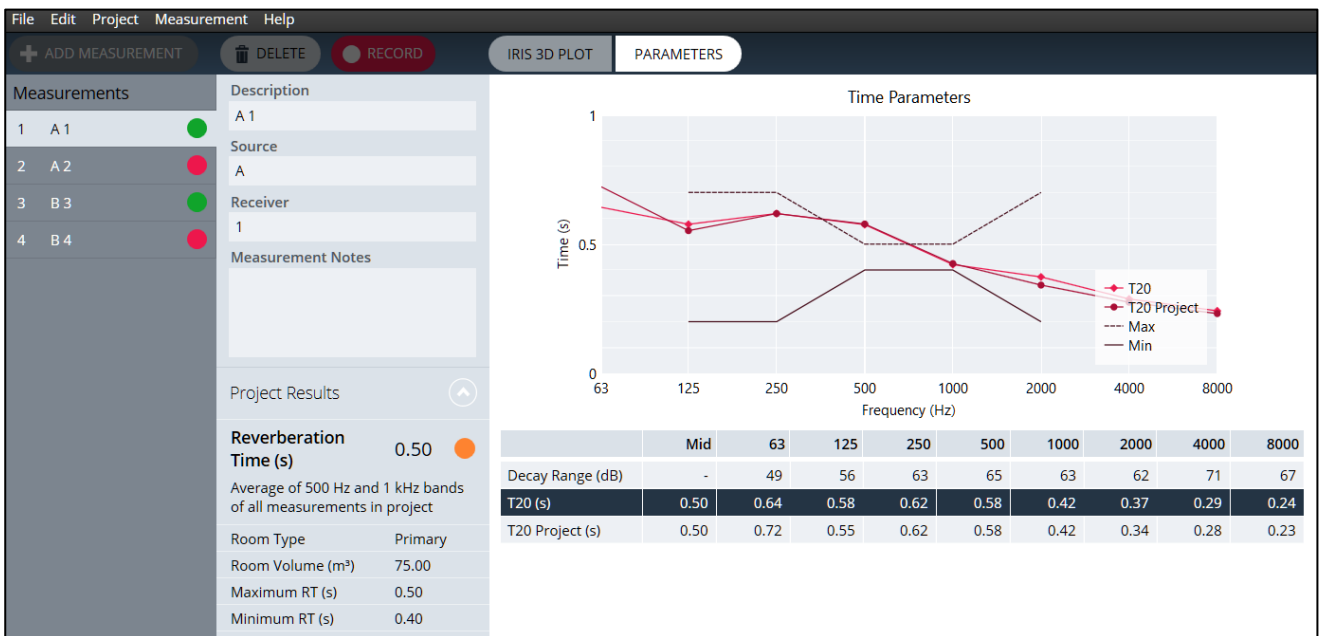 File Edit Project Measurement Help
ADD MEASUREMENT DELETE RECORD IRIS 3D PLOT PARAMETERS
Measurements
1 A 1
2 A 2
3 B 3
4 B 4
Description
A 1
Source
A
Receiver
1
Measurement Notes
Project Results
Reverberation
Time (s)
0.50
Average of 500 Hz and 1 kHz bands
of all measurements in project
Room Type Primary
Room Volume (m³) 75.00
Maximum RT (s) 0.50
Minimum RT (s) 0.40
Time Parameters
1
0.5
0
Time (s)
63 125 250 500 1000 2000 4000 8000
Frequency (Hz)
T20
T20 Project
Max
Min
Mid 63 125 250 500 1000 2000 4000 8000
Decay Range (dB) - 49 56 63 65 63 62 71 67
T20 (s) 0.50 0.64 0.58 0.62 0.58 0.42 0.37 0.29 0.24
T20 Project (s) 0.50 0.72 0.55 0.62 0.58 0.42 0.34 0.28 0.23